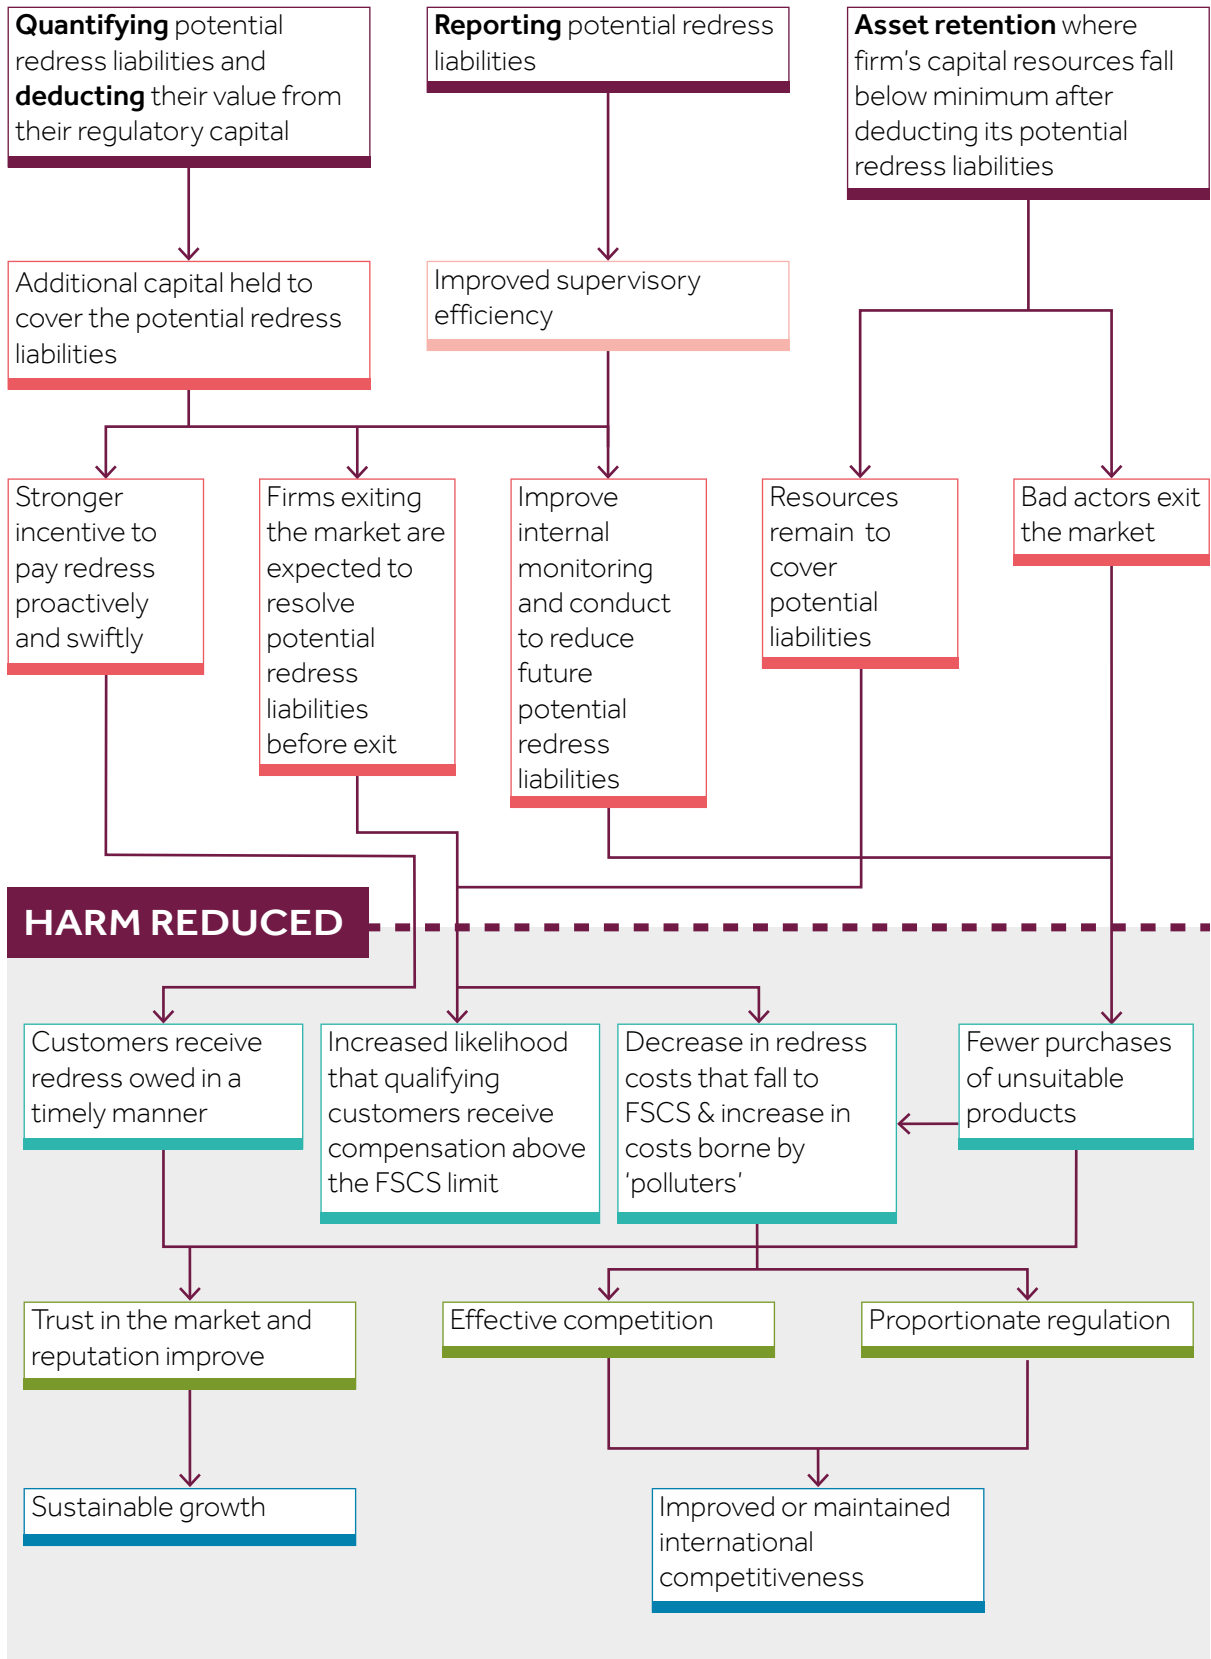 Quantifying potential
redress liabilities and
deducting their value from
their regulatory capital
Reporting potential redress
liabilities
Asset retention where
firm's capital resources fall
below minimum after
deducting its potential
redress liabilities
Additional capital held to
cover the potential redress
liabilities
Improved supervisory
efficiency
Stronger
incentive to
pay redress
proactively
and swiftly
Firms exiting
the market are
expected to
resolve
potential
redress
liabilities
before exit
Improve
internal
monitoring
and conduct
to reduce
future
potential
redress
liabilities
Resources
remain to
cover
potential
liabilities
Bad actors exit
the market
HARM REDUCED
Customers receive
redress owed in a
timely manner
Increased likelihood
that qualifying
customers receive
compensation above
the FSCS limit
Decrease in redress
costs that fall to
FSCS & increase in
costs borne by
‘polluters’
Fewer purchases
of unsuitable
products
Trust in the market and
reputation improve
Effective competition
Proportionate regulation
Sustainable growth
Improved or maintained
international
competitiveness